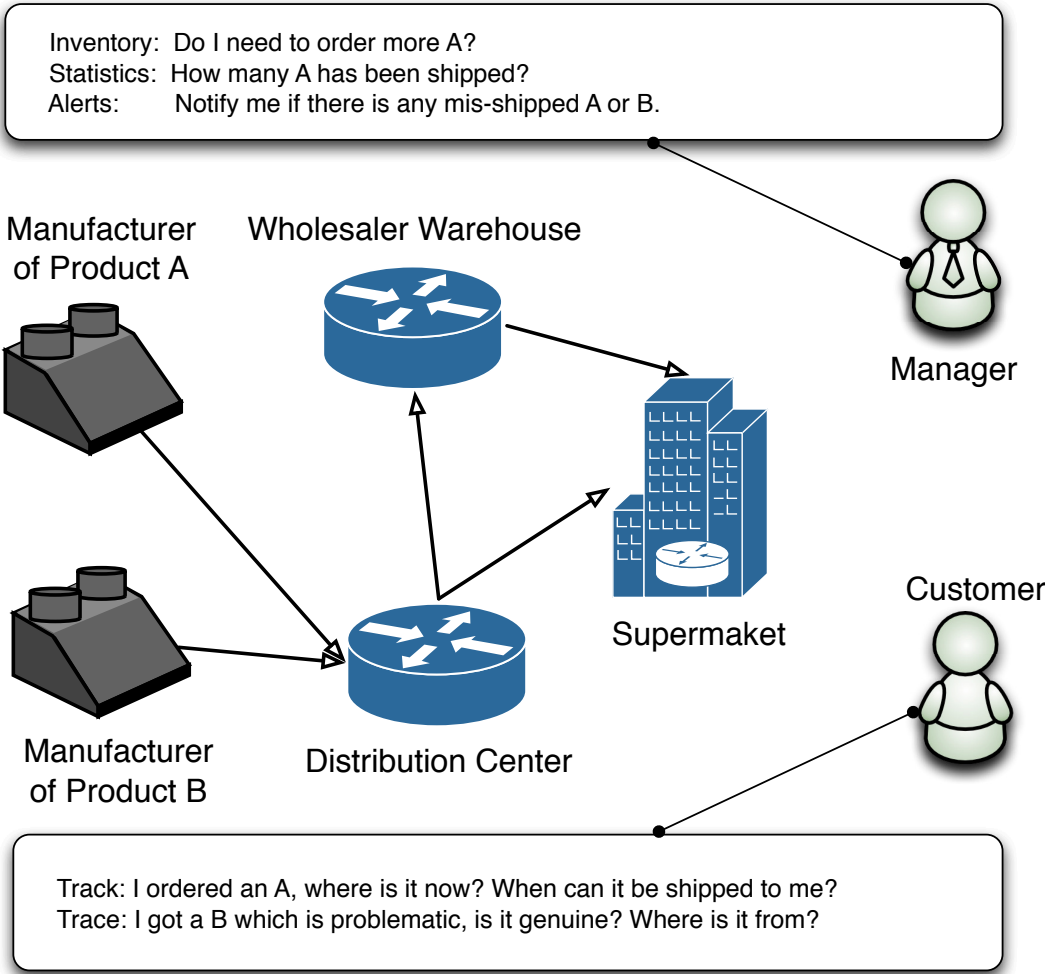 Inventory: Do I need to order more A?
Statistics: How many A has been shipped?
Alerts: Notify me if there is any mis-shipped A or B.
Manufacturer
of Product A
Wholesaler Warehouse
Manager
Supermaket
Customer
Manufacturer
of Product B
Distribution Center
Track: I ordered an A, where is it now? When can it be shipped to me?
Trace: I got a B which is problematic, is it genuine? Where is it from?